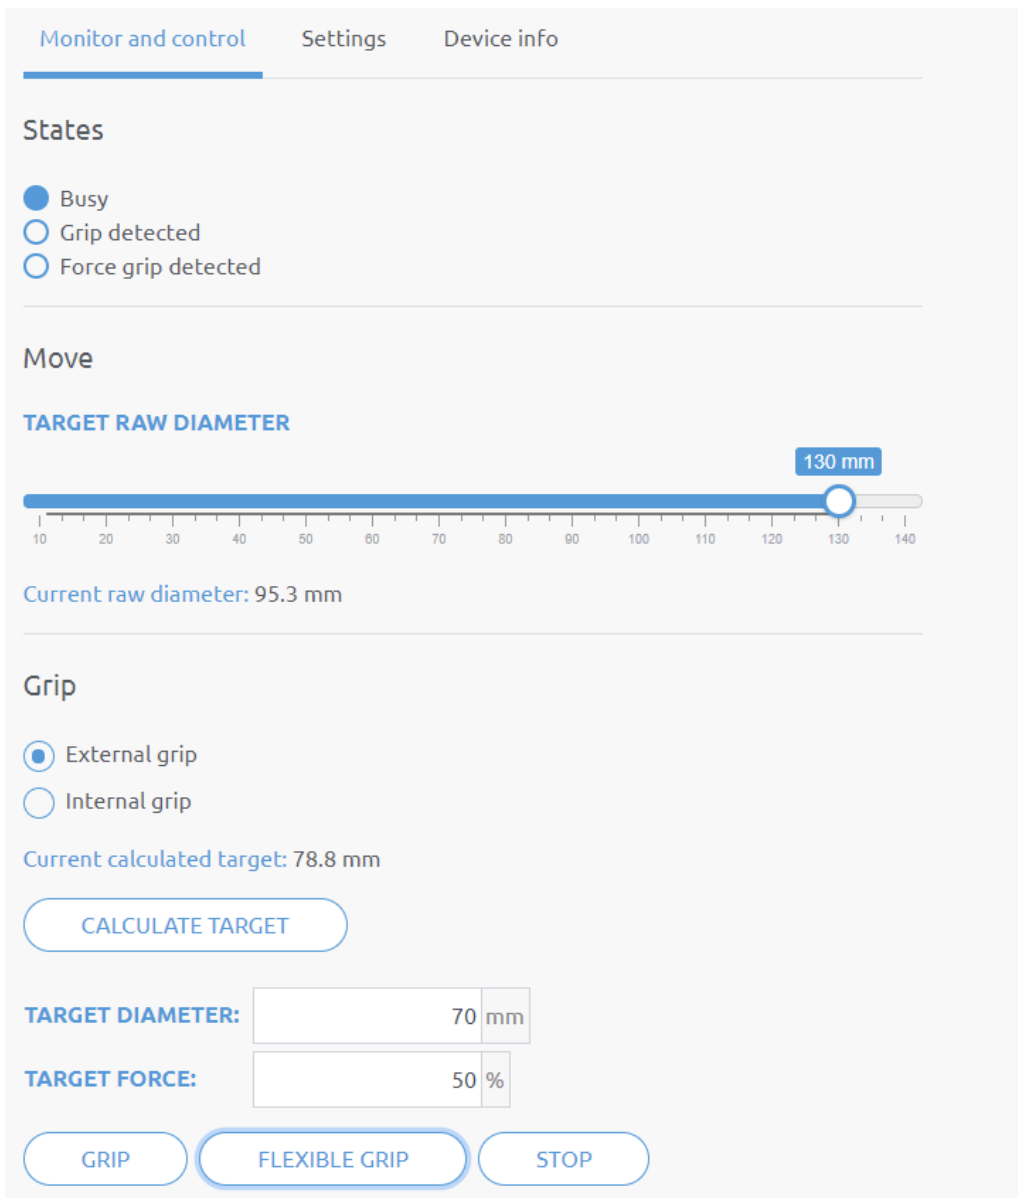 Monitor and control Settings Device info
States
Busy
Grip detected
Force grip detected
Move
TARGET RAW DIAMETER
130 mm
10 20 30 40 50 60 70 80 90 100 110 120 130 140
Current raw diameter: 95.3 mm
Grip
External grip
Internal grip
Current calculated target: 78.8 mm
CALCULATE TARGET
TARGET DIAMETER: 70 mm
TARGET FORCE: 50 %
GRIP FLEXIBLE GRIP STOP